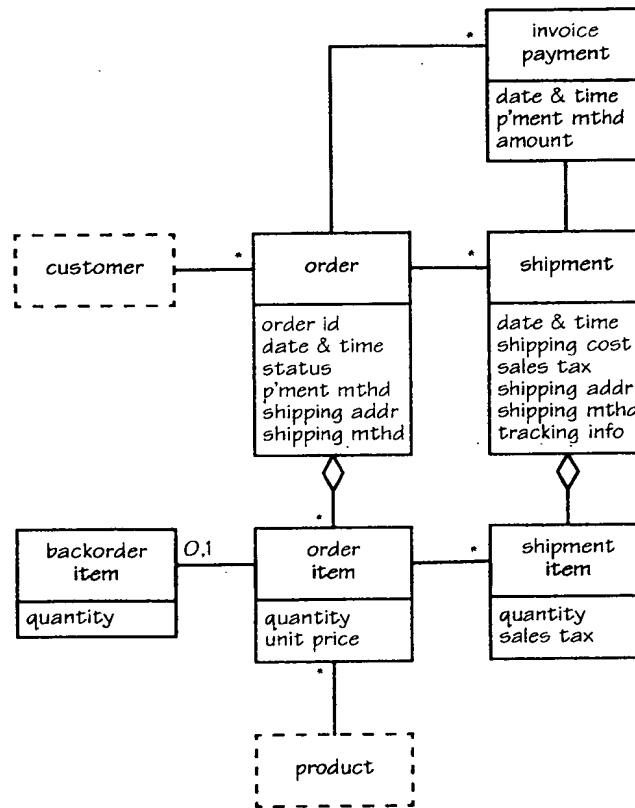 *
invoice
payment
date & time
p'ment mthd
amount
customer
*
order
*
shipment
order id
date & time
status
p'ment mthd
shipping addr
shipping mthd
date & time
shipping cost
sales tax
shipping addr
shipping mthd
tracking info
*
backorder
item
0,1
order
item
*
shipment
item
quantity
quantity
unit price
quantity
sales tax
*
product